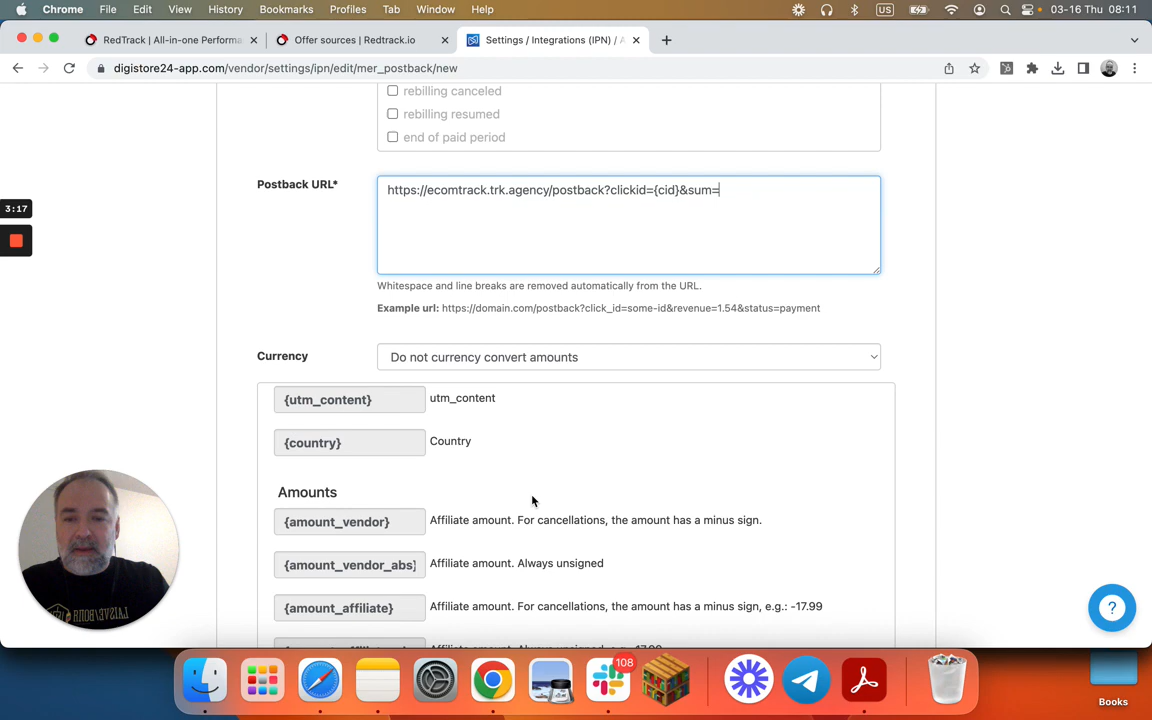 Chrome File Edit View History Bookmarks Profiles Tab Window Help US 03-16 Thu 08:11
RedTrack | All-in-one Performa Offer sources | Redtrack.io Settings / Integrations (IPN) / A
digistore24-app.com/vendor/settings/ipn/edit/mer_postback/new
rebilling canceled
rebilling resumed
end of paid period
Postback URL*
https://ecomtrack.trk.agency/postback?clickid={cid}&sum=
3:17
Whitespace and line breaks are removed automatically from the URL.
Example url: https://domain.com/postback?click_id=some-id&revenue=1.54&status=payment
Currency Do not currency convert amounts
{utm_content} utm_content
{country} Country
Amounts
{amount_vendor} Affiliate amount. For cancellations, the amount has a minus sign.
{amount_vendor_abs} Affiliate amount. Always unsigned
{amount_affiliate} Affiliate amount. For cancellations, the amount has a minus sign, e.g.: -17.99
?
108
Books